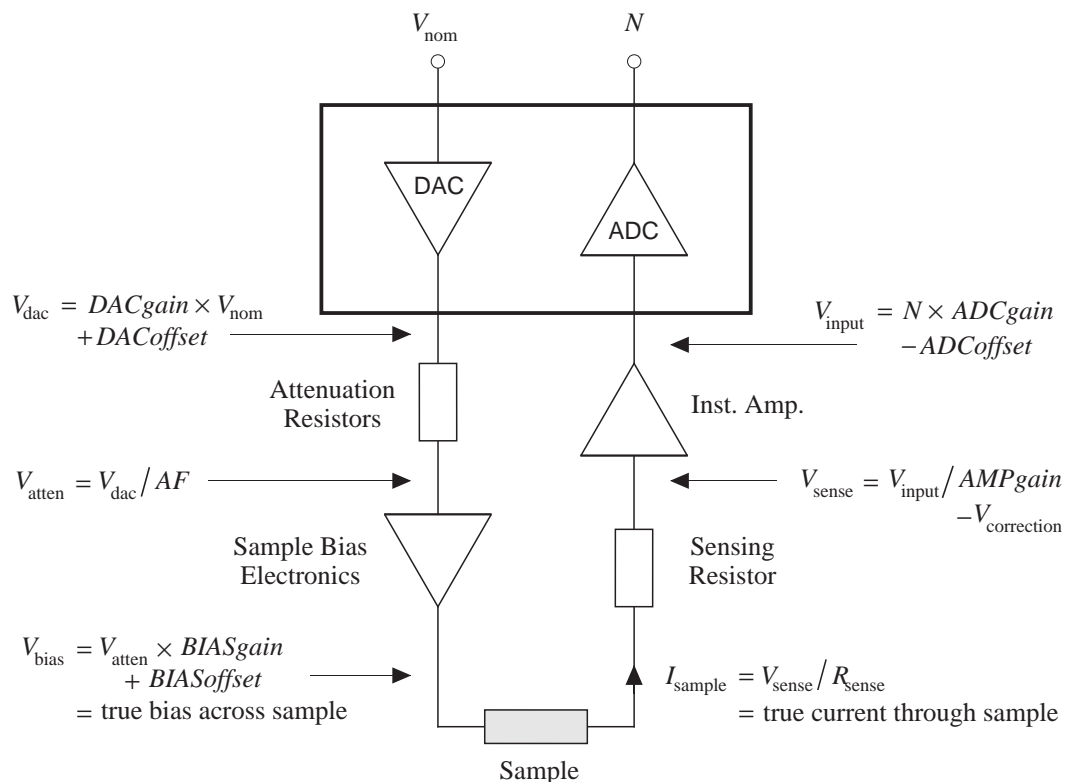 V_nom
N
DAC
ADC
V_dac = DACgain × V_nom
+ DACoffset
V_input = N × ADCgain
− ADCoffset
Attenuation
Resistors
Inst. Amp.
V_atten = V_dac / AF
V_sense = V_input / AMPgain
− V_correction
Sample Bias
Electronics
Sensing
Resistor
V_bias = V_atten × BIASgain
+ BIASoffset
= true bias across sample
I_sample = V_sense / R_sense
= true current through sample
Sample